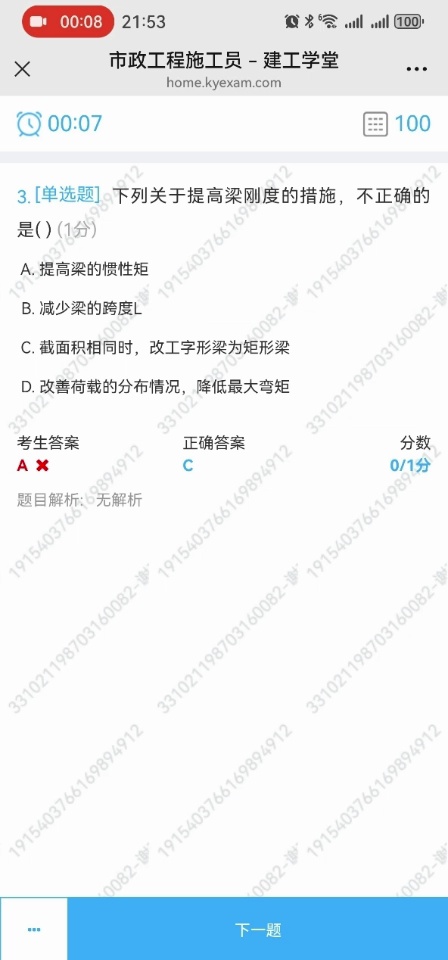 00:08 21:53 100
市政工程施工员 – 建工学堂
home.kyexam.com
00:07 100
3. [单选题] 下列关于提高梁刚度的措施，不正确的
是( ) (1分)
A. 提高梁的惯性矩
B. 减少梁的跨度L
C. 截面积相同时，改工字形梁为矩形梁
D. 改善荷载的分布情况，降低最大弯矩
考生答案 正确答案 分数
A ✖ C 0/1分
题目解析： 无解析
下一题